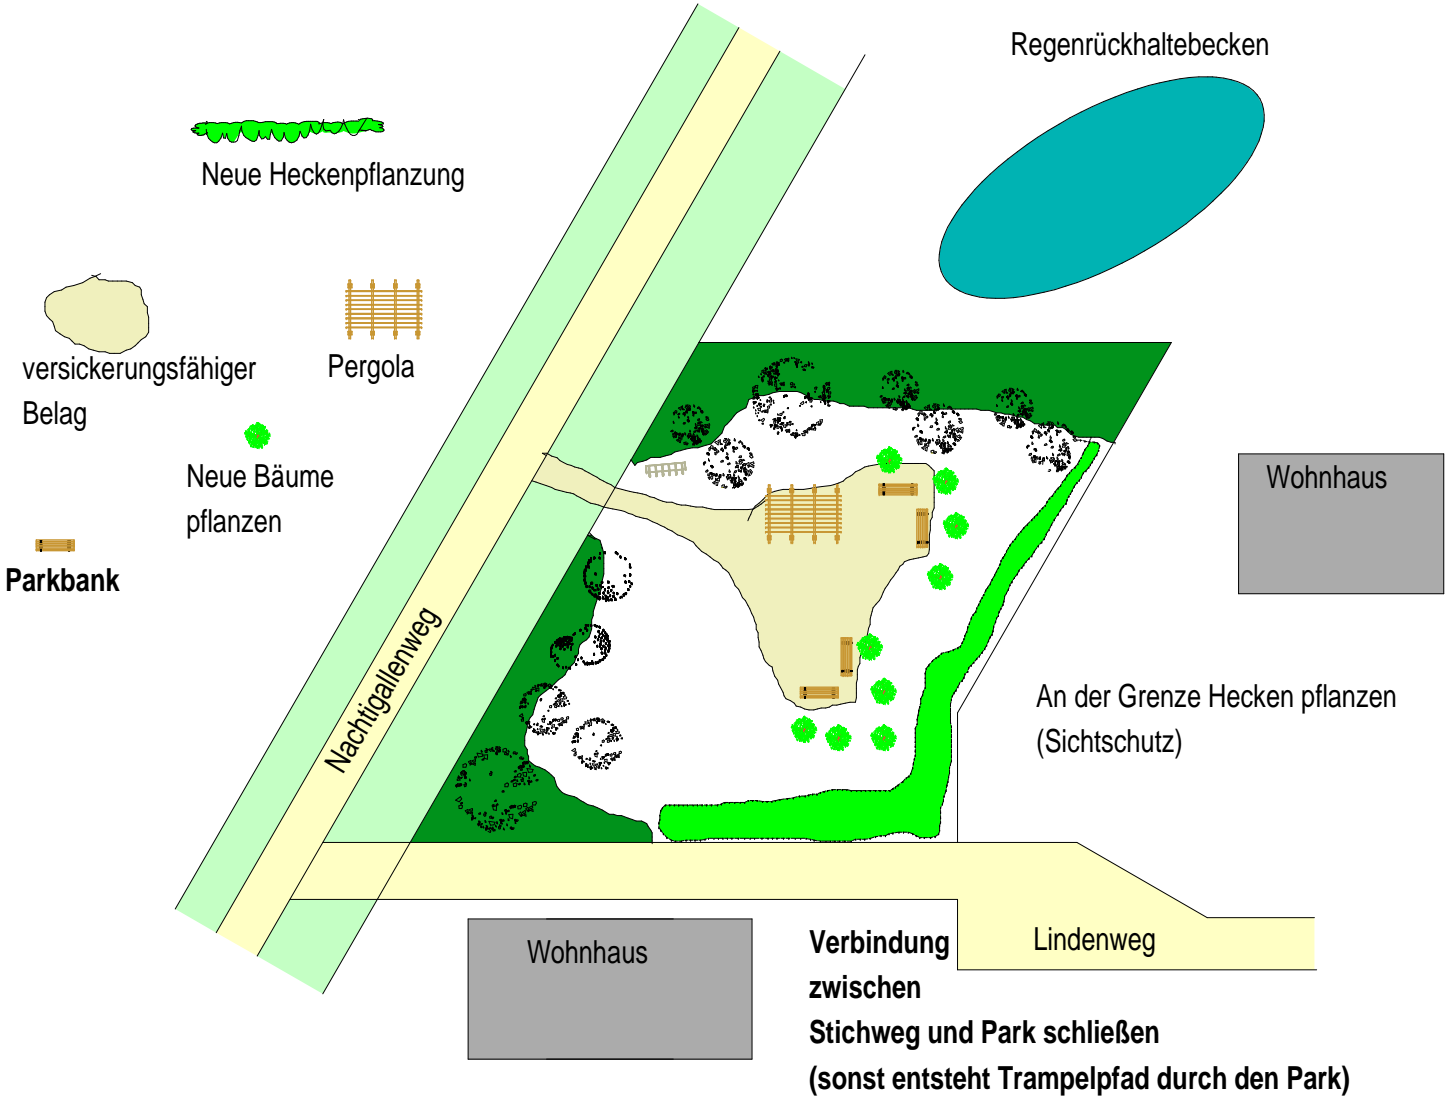 Regenrückhaltebecken
Neue Heckenpflanzung
versickerungsfähiger
Belag
Pergola
Neue Bäume
pflanzen
Parkbank
Nachtigallenweg
Wohnhaus
An der Grenze Hecken pflanzen
(Sichtschutz)
Wohnhaus
Lindenweg
Verbindung
zwischen
Stichweg und Park schließen
(sonst entsteht Trampelpfad durch den Park)